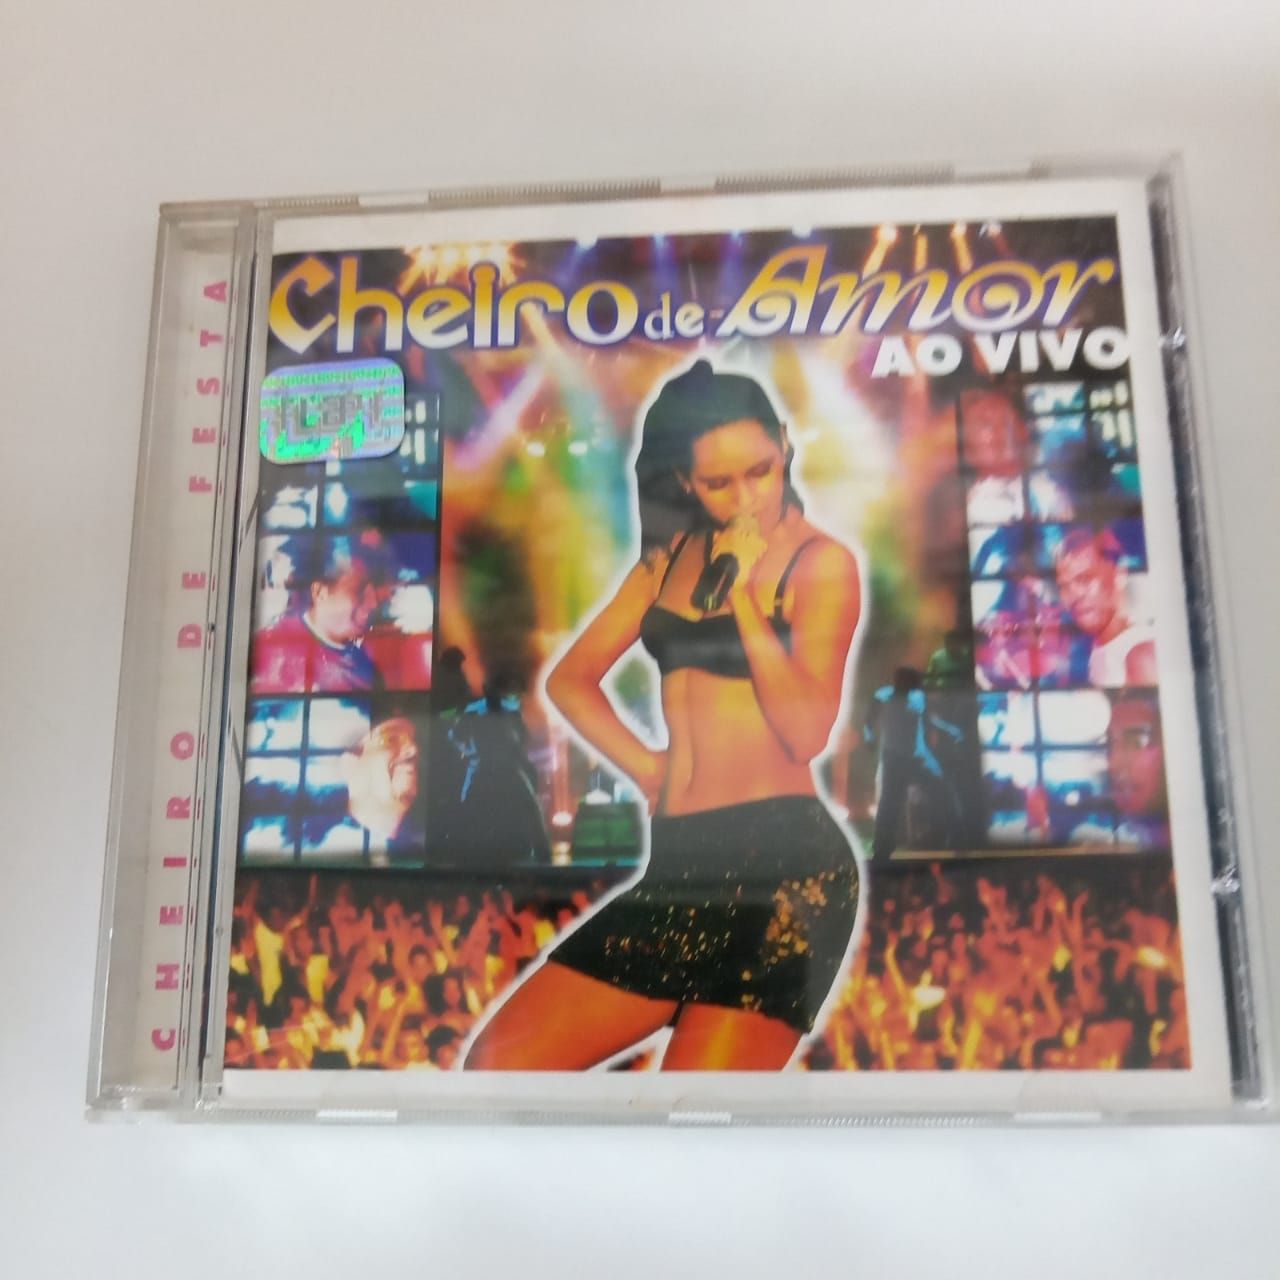 Cheiro de Amor
AO VIVO
CHEIRO DE FESTA